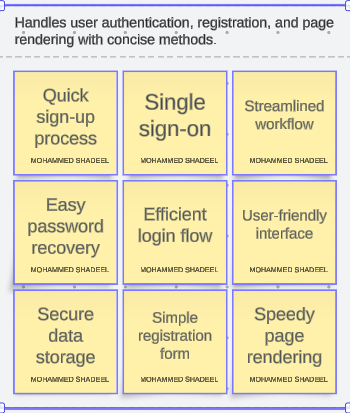 Handles user authentication, registration, and page
rendering with concise methods.
Quick
sign-up
process
MOHAMMED SHADEEL
Single
sign-on
MOHAMMED SHADEEL
Streamlined
workflow
MOHAMMED SHADEEL
Easy
password
recovery
MOHAMMED SHADEEL
Efficient
login flow
MOHAMMED SHADEEL
User-friendly
interface
MOHAMMED SHADEEL
Secure
data
storage
MOHAMMED SHADEEL
Simple
registration
form
MOHAMMED SHADEEL
Speedy
page
rendering
MOHAMMED SHADEEL